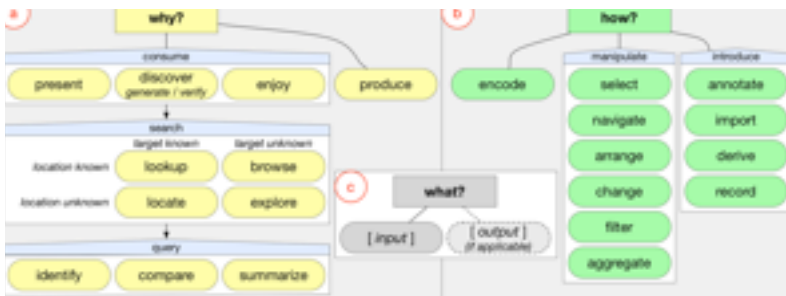 a
why?
consume
present
discover
generate / verify
enjoy
produce
search
target known
target unknown
location known
lookup
browse
location unknown
locate
explore
query
identify
compare
summarize
b
how?
encode
manipulate
select
navigate
arrange
change
filter
aggregate
introduce
annotate
import
derive
record
c
what?
[ input ]
[ output ]
(if applicable)